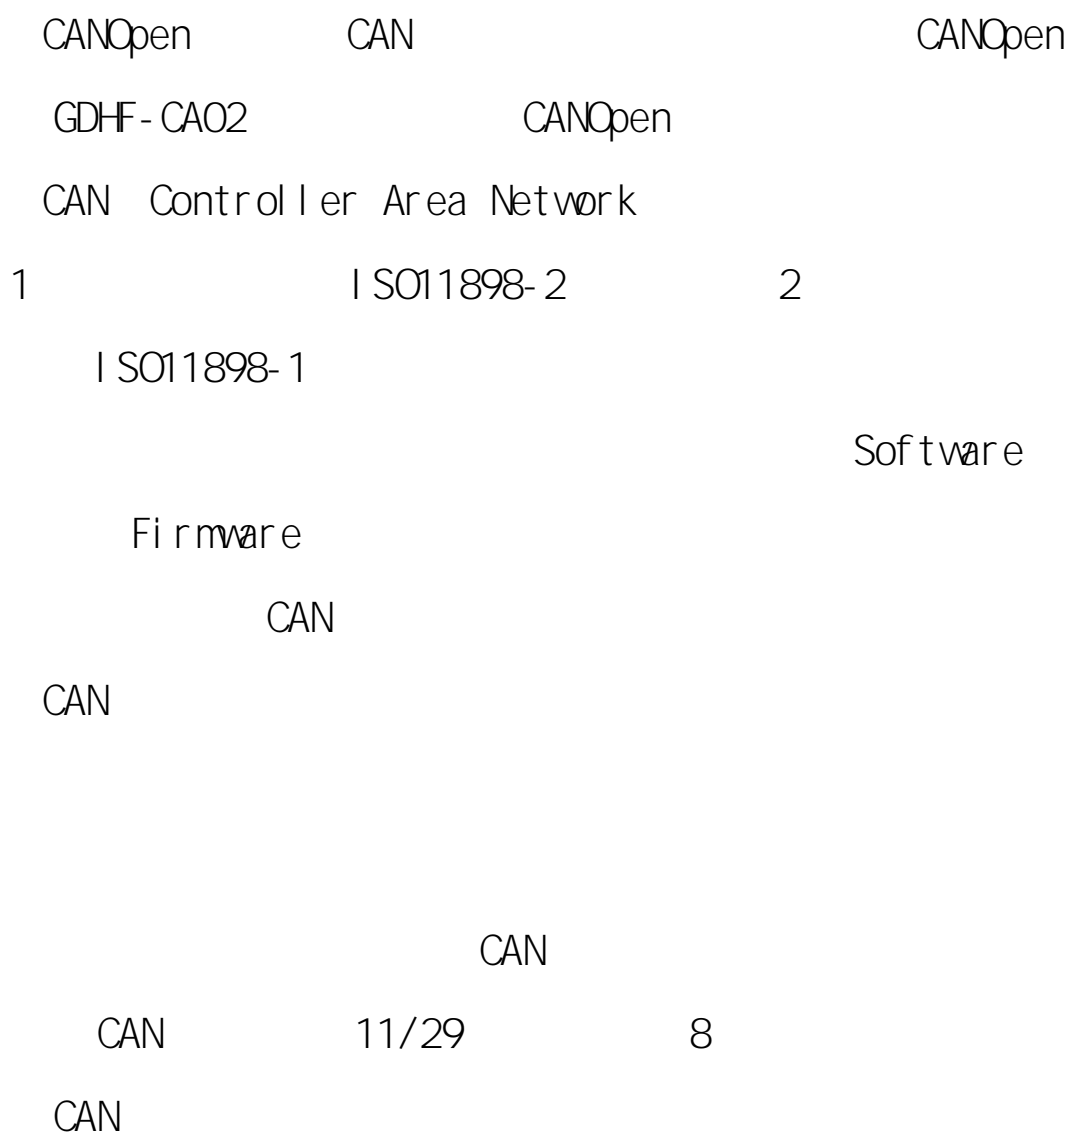 CANOpen CAN CANOpen
GDHF-CA02 CANOpen
CAN Controller Area Network
1 ISO11898-2 2
ISO11898-1
Software
Firmware
CAN
CAN
CAN
CAN 11/29 8
CAN